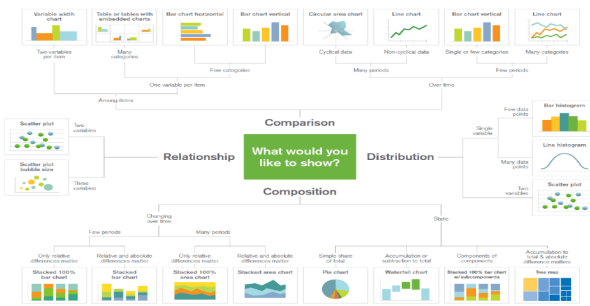 Variable width
chart
Table or tables with
embedded charts
Bar chart horizontal
Bar chart vertical
Circular area chart
Line chart
Bar chart vertical
Line chart
Two variables
per item
Many
categories
Few categories
Cyclical data
Non-cyclical data
Single or few categories
Many categories
One variable per item
Many periods
Few periods
Among items
Over time
Comparison
Scatter plot
Two
variables
Scatter plot
bubble size
Three
variables
Relationship
What would you
like to show?
Distribution
Single
variable
Few data
points
Bar histogram
Many data
points
Line histogram
Two
variables
Scatter plot
Composition
Changing
over time
Static
Few periods
Many periods
Only relative
differences matter
Relative and absolute
differences matter
Only relative
differences matter
Relative and absolute
differences matter
Simple share
of total
Accumulation or
subtraction to total
Components of
components
Accumulation to
total & absolute
difference matters
Stacked 100%
bar chart
Stacked bar chart
Stacked 100%
area chart
Stacked area chart
Pie chart
Waterfall chart
Stacked 100% bar chart
w/subcomponents
Tree map